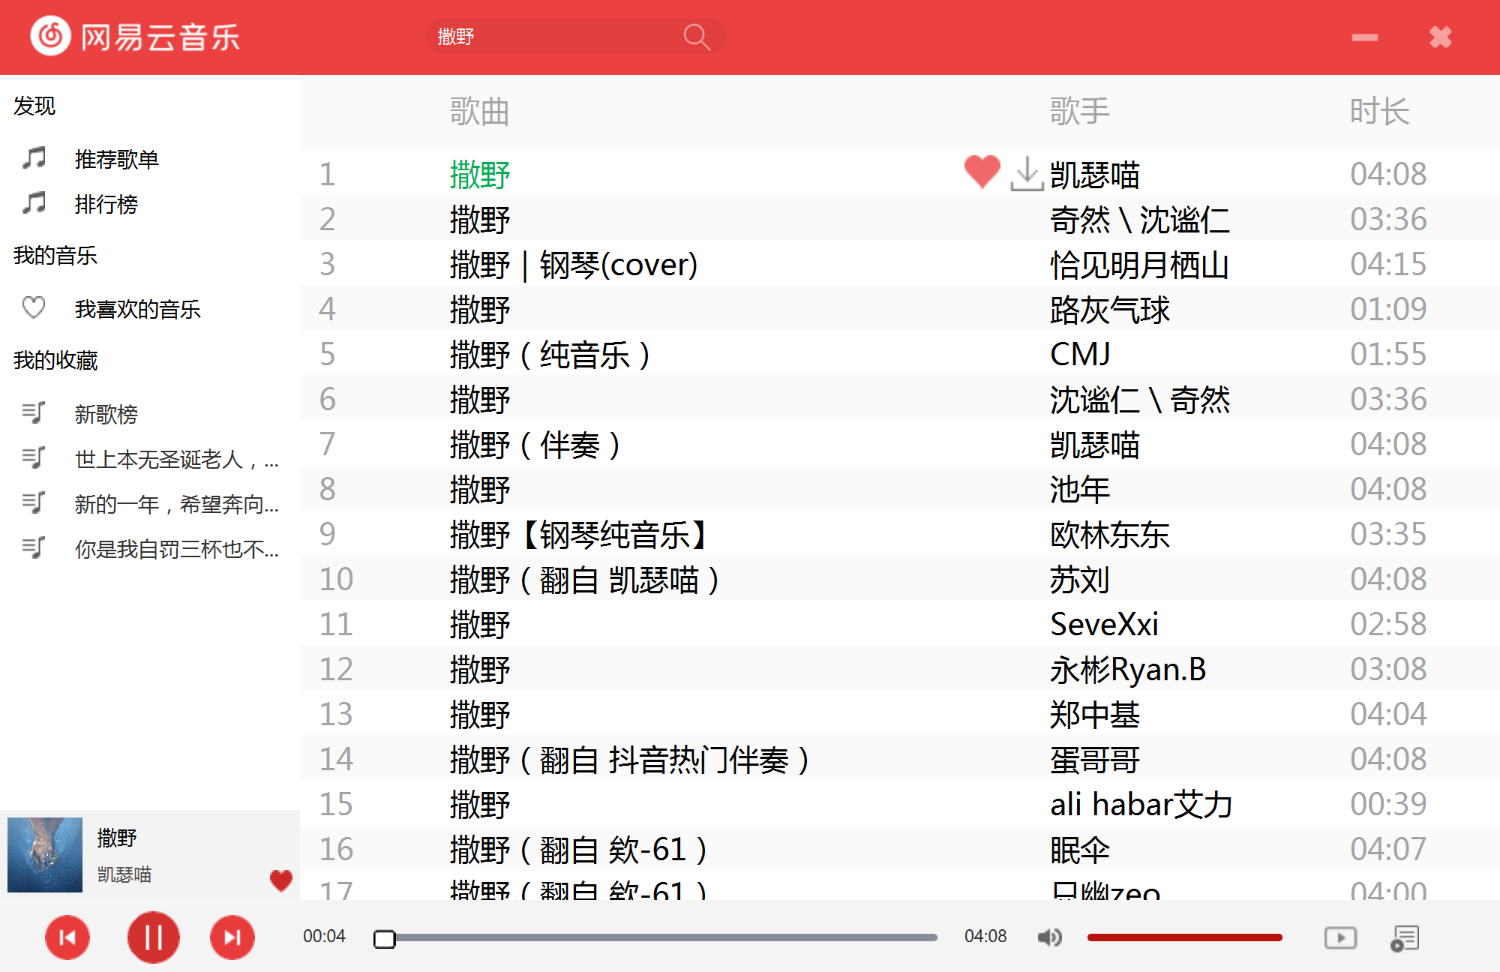 网易云音乐
撒野
发现
推荐歌单
排行榜
我的音乐
我喜欢的音乐
我的收藏
新歌榜
世上本无圣诞老人，...
新的一年，希望奔向...
你是我自罚三杯也不...
歌曲 歌手 时长
1 撒野 凯瑟喵 04:08
2 撒野 奇然 \ 沈谧仁 03:36
3 撒野 | 钢琴(cover) 恰见明月栖山 04:15
4 撒野 路灰气球 01:09
5 撒野（纯音乐） CMJ 01:55
6 撒野 沈谧仁 \ 奇然 03:36
7 撒野（伴奏） 凯瑟喵 04:08
8 撒野 池年 04:08
9 撒野【钢琴纯音乐】 欧林东东 03:35
10 撒野（翻自 凯瑟喵） 苏刘 04:08
11 撒野 SeveXxi 02:58
12 撒野 永彬Ryan.B 03:08
13 撒野 郑中基 04:04
14 撒野（翻自 抖音热门伴奏） 蛋哥哥 04:08
15 撒野 ali habar艾力 00:39
16 撒野（翻自 欸-61） 眠伞 04:07
17 撒野（翻自 欸-61） 只幽zeo 04:00
撒野
凯瑟喵
00:04 04:08